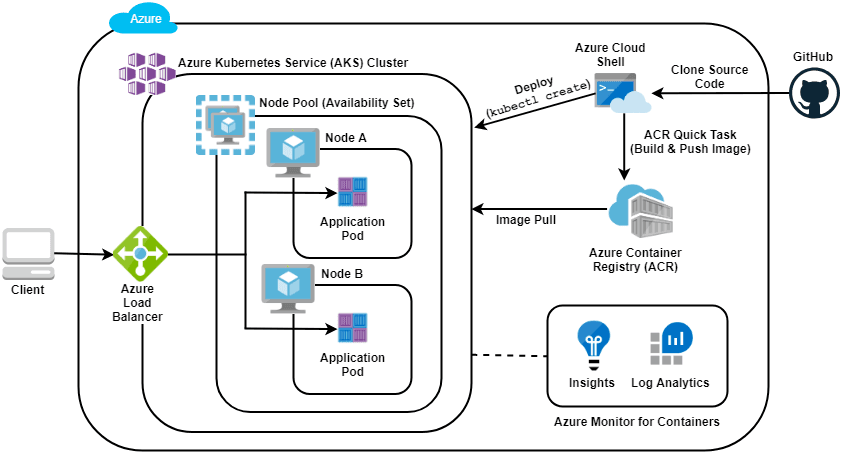 Azure
Azure Kubernetes Service (AKS) Cluster
Node Pool (Availability Set)
Node A
Application
Pod
Node B
Application
Pod
Client
Azure
Load
Balancer
Deploy
(kubectl create)
Azure Cloud
Shell
Clone Source
Code
GitHub
ACR Quick Task
(Build & Push Image)
Image Pull
Azure Container
Registry (ACR)
Insights
Log Analytics
Azure Monitor for Containers